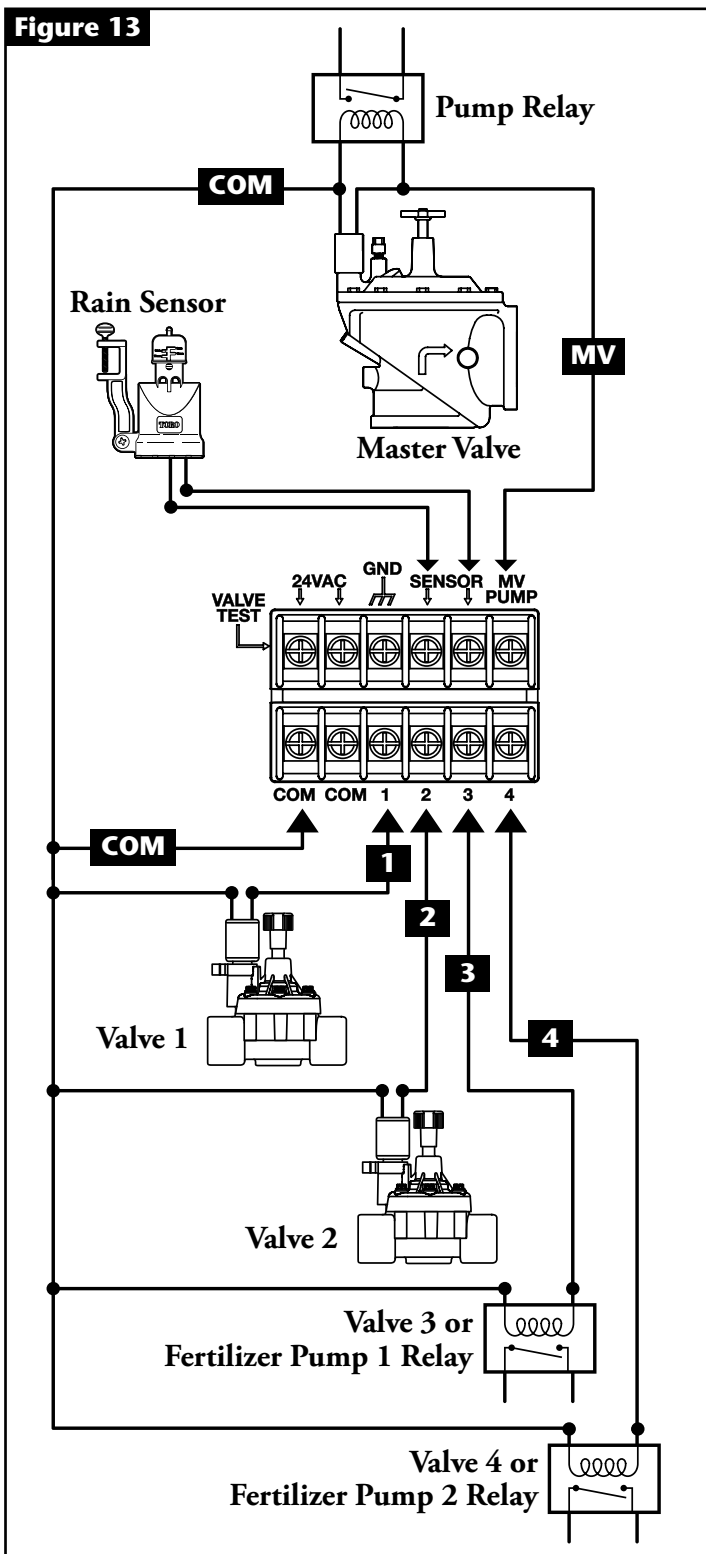 Figure 13
Pump Relay
COM
Rain Sensor
MV
TORO
Master Valve
24VAC
GND
SENSOR
MV
PUMP
VALVE
TEST
COM
COM
1
2
3
4
COM
1
2
3
4
Valve 1
Valve 2
Valve 3 or
Fertilizer Pump 1 Relay
Valve 4 or
Fertilizer Pump 2 Relay